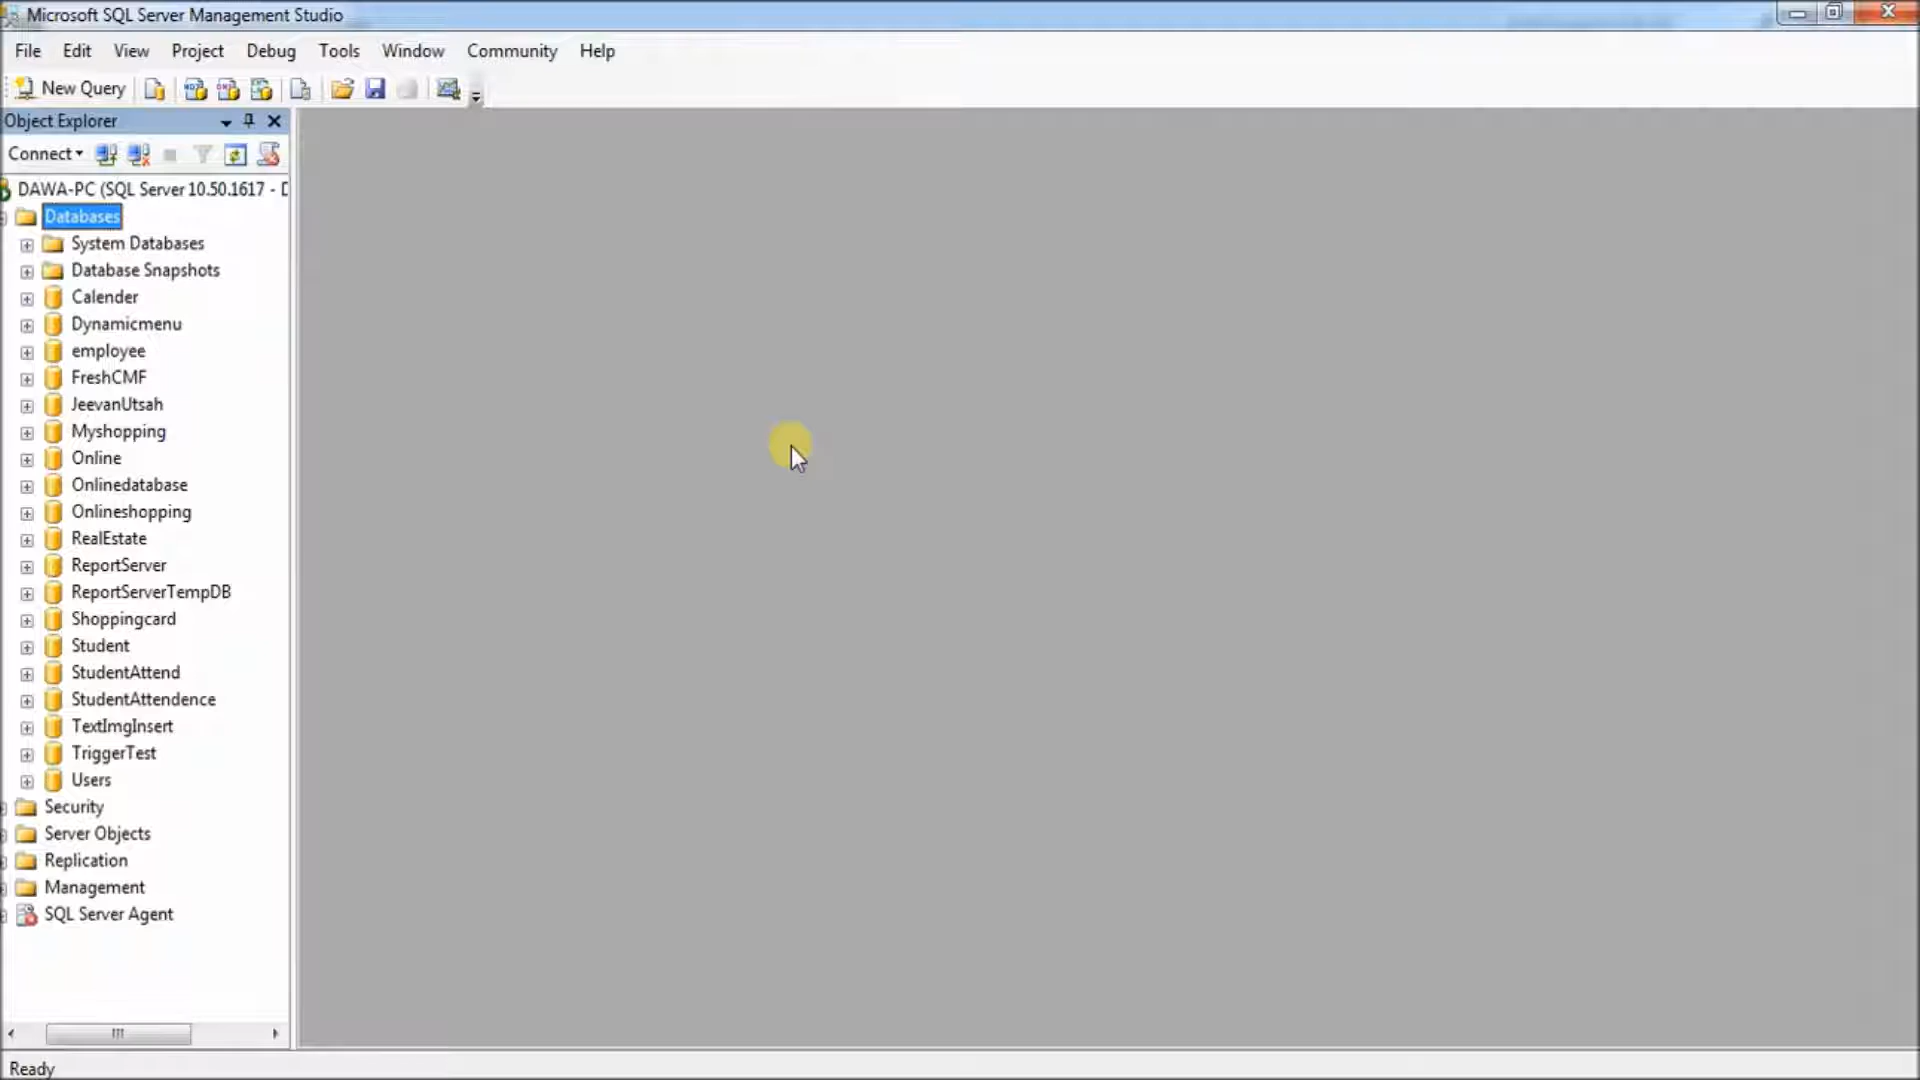 Microsoft SQL Server Management Studio
File Edit View Project Debug Tools Window Community Help
New Query
Object Explorer
Connect
DAWA-PC (SQL Server 10.50.1617 - D
Databases
System Databases
Database Snapshots
Calender
Dynamicmenu
employee
FreshCMF
JeevanUtsah
Myshopping
Online
Onlinedatabase
Onlineshopping
RealEstate
ReportServer
ReportServerTempDB
Shoppingcard
Student
StudentAttend
StudentAttendence
TextImgInsert
TriggerTest
Users
Security
Server Objects
Replication
Management
SQL Server Agent
Ready